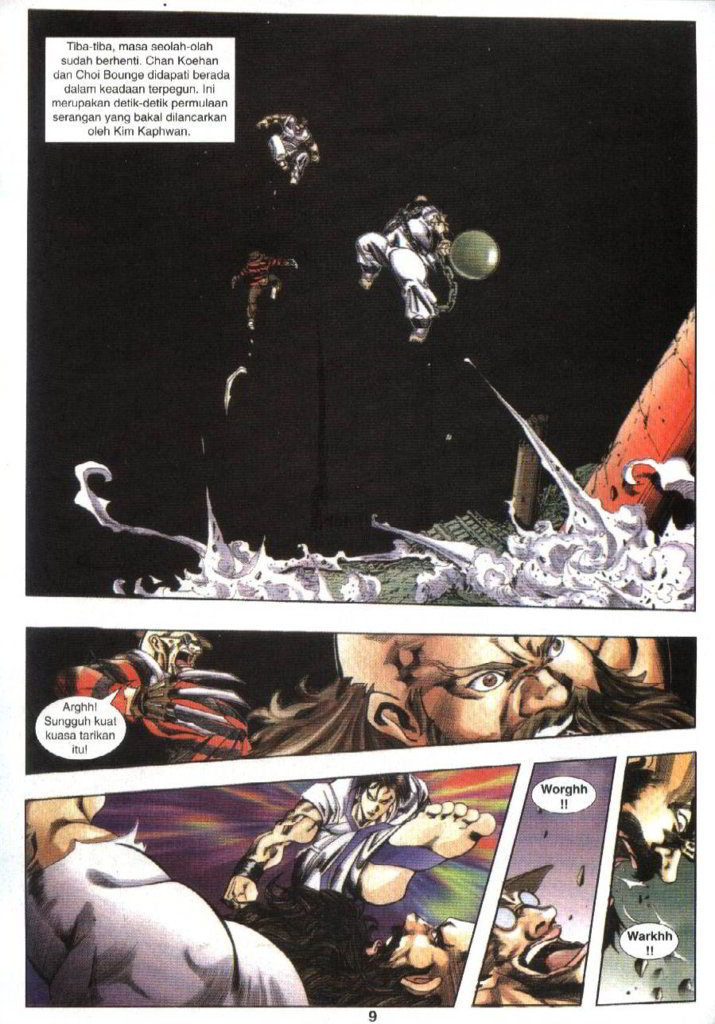 Tiba-tiba, masa seolah-olah
sudah berhenti. Chan Koehan
dan Choi Bounge didapati berada
dalam keadaan terpegun. Ini
merupakan detik-detik permulaan
serangan yang bakal dilancarkan
oleh Kim Kaphwan.
Arghh!
Sungguh kuat
kuasa tarikan
itu!
Worghh
!!
Warkhh
!!
9